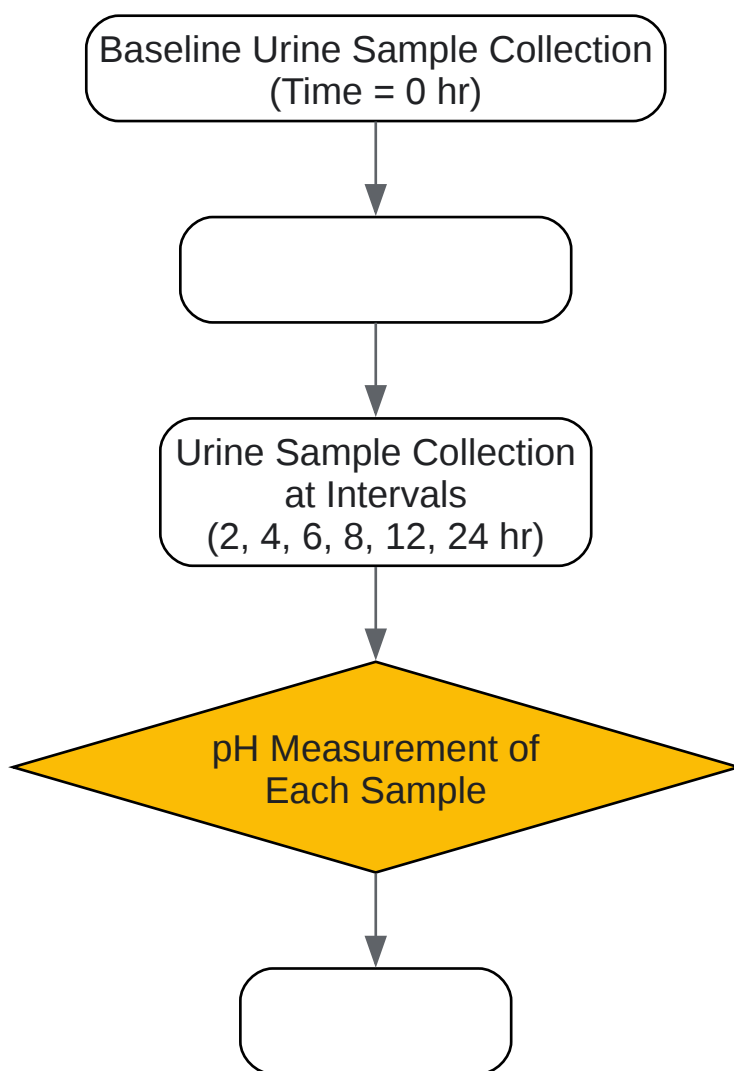 Baseline Urine Sample Collection
(Time = 0 hr)
Urine Sample Collection
at Intervals
(2, 4, 6, 8, 12, 24 hr)
pH Measurement of
Each Sample